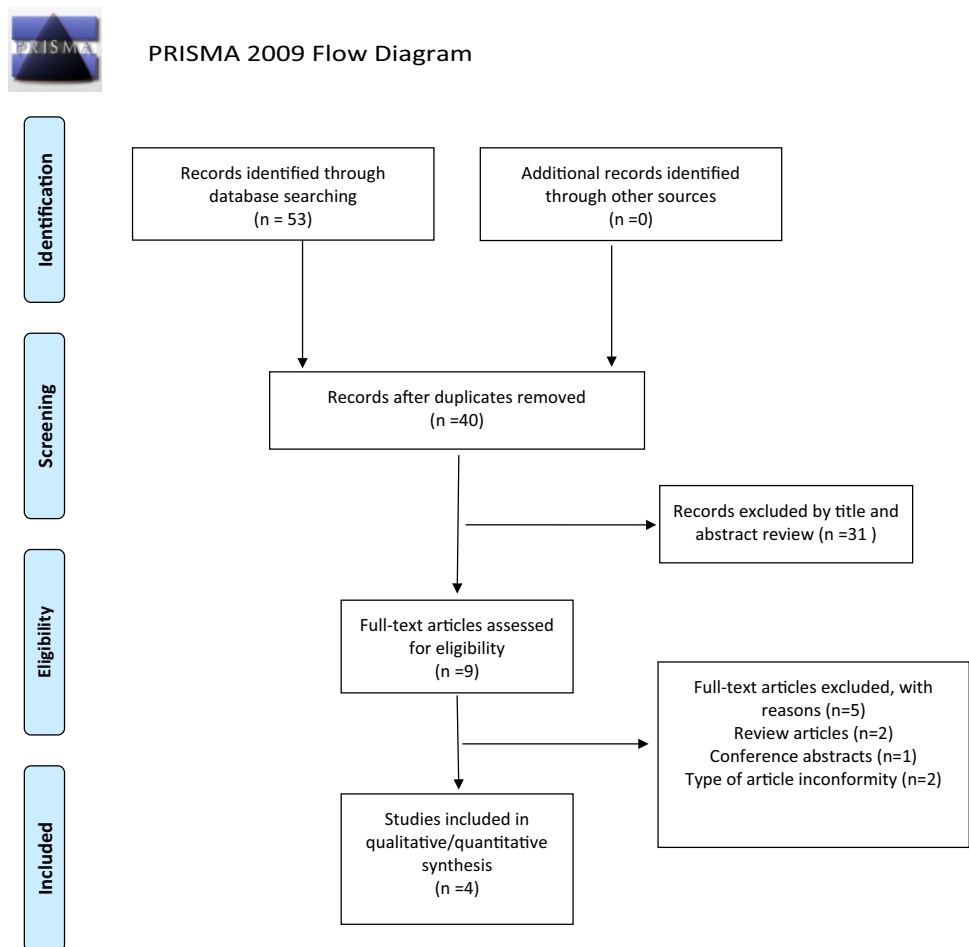 PRISMA
PRISMA 2009 Flow Diagram
Identification
Records identified through
database searching
(n = 53)
Additional records identified
through other sources
(n =0)
Screening
Records after duplicates removed
(n =40)
Records excluded by title and
abstract review (n =31 )
Eligibility
Full-text articles assessed
for eligibility
(n =9)
Full-text articles excluded, with
reasons (n=5)
Review articles (n=2)
Conference abstracts (n=1)
Type of article inconformity (n=2)
Included
Studies included in
qualitative/quantitative
synthesis
(n =4)